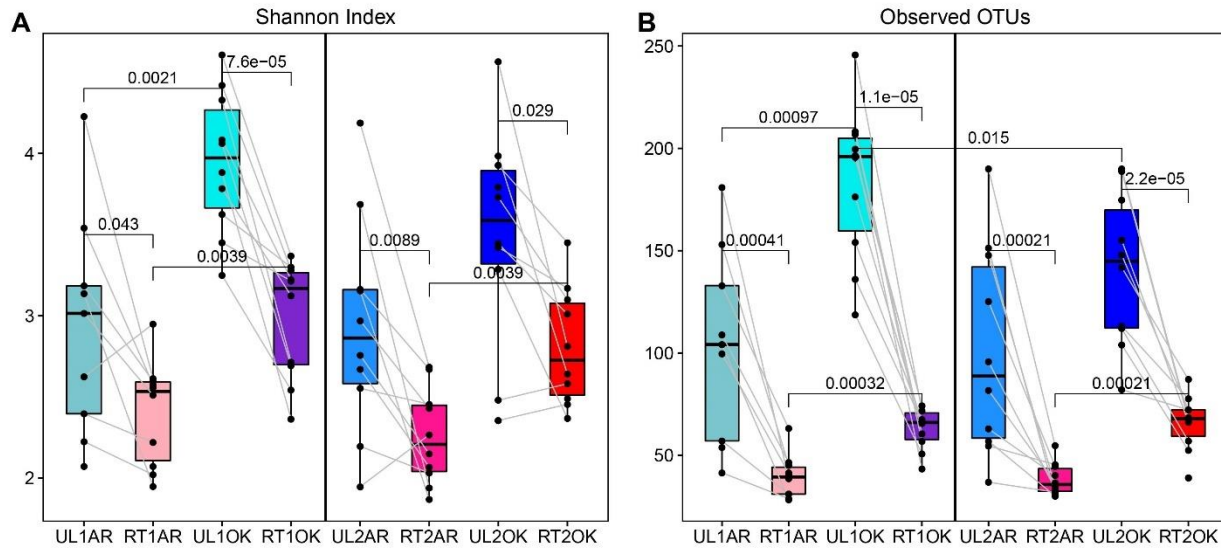 A Shannon Index
4
3
2
0.0021
7.6e−05
0.043
0.0039
0.029
0.0089
0.0039
UL1AR RT1AR UL1OK RT1OK UL2AR RT2AR UL2OK RT2OK
B Observed OTUs
250
200
150
100
50
0.00097
1.1e−05
0.015
2.2e−05
0.00041
0.00021
0.00032
0.00021
UL1AR RT1AR UL1OK RT1OK UL2AR RT2AR UL2OK RT2OK